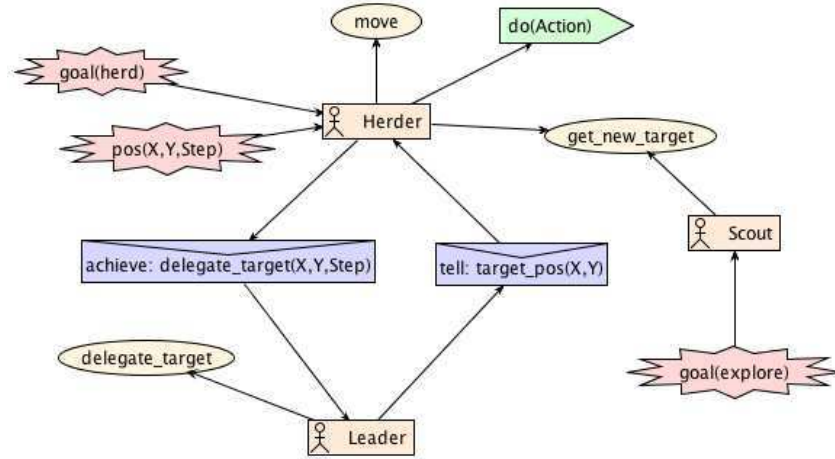 move
do(Action)
goal(herd)
Herder
pos(X,Y,Step)
get_new_target
Scout
achieve: delegate_target(X,Y,Step)
tell: target_pos(X,Y)
delegate_target
goal(explore)
Leader